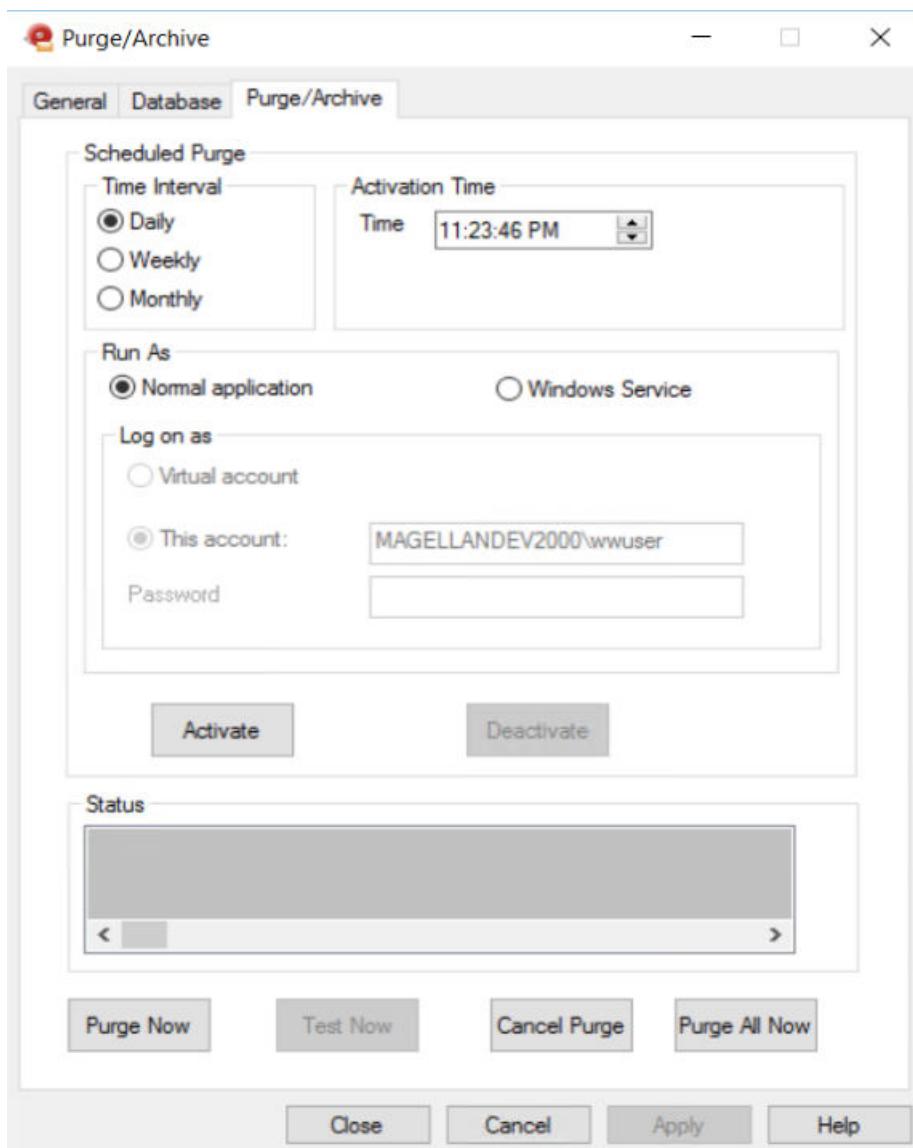 Purge/Archive
General Database Purge/Archive
Scheduled Purge
Time Interval Activation Time
Daily Time 11:23:46 PM
Weekly
Monthly
Run As
Normal application Windows Service
Log on as
Virtual account
This account: MAGELLANDEV2000\wwuser
Password
Activate Deactivate
Status
Purge Now Test Now Cancel Purge Purge All Now
Close Cancel Apply Help